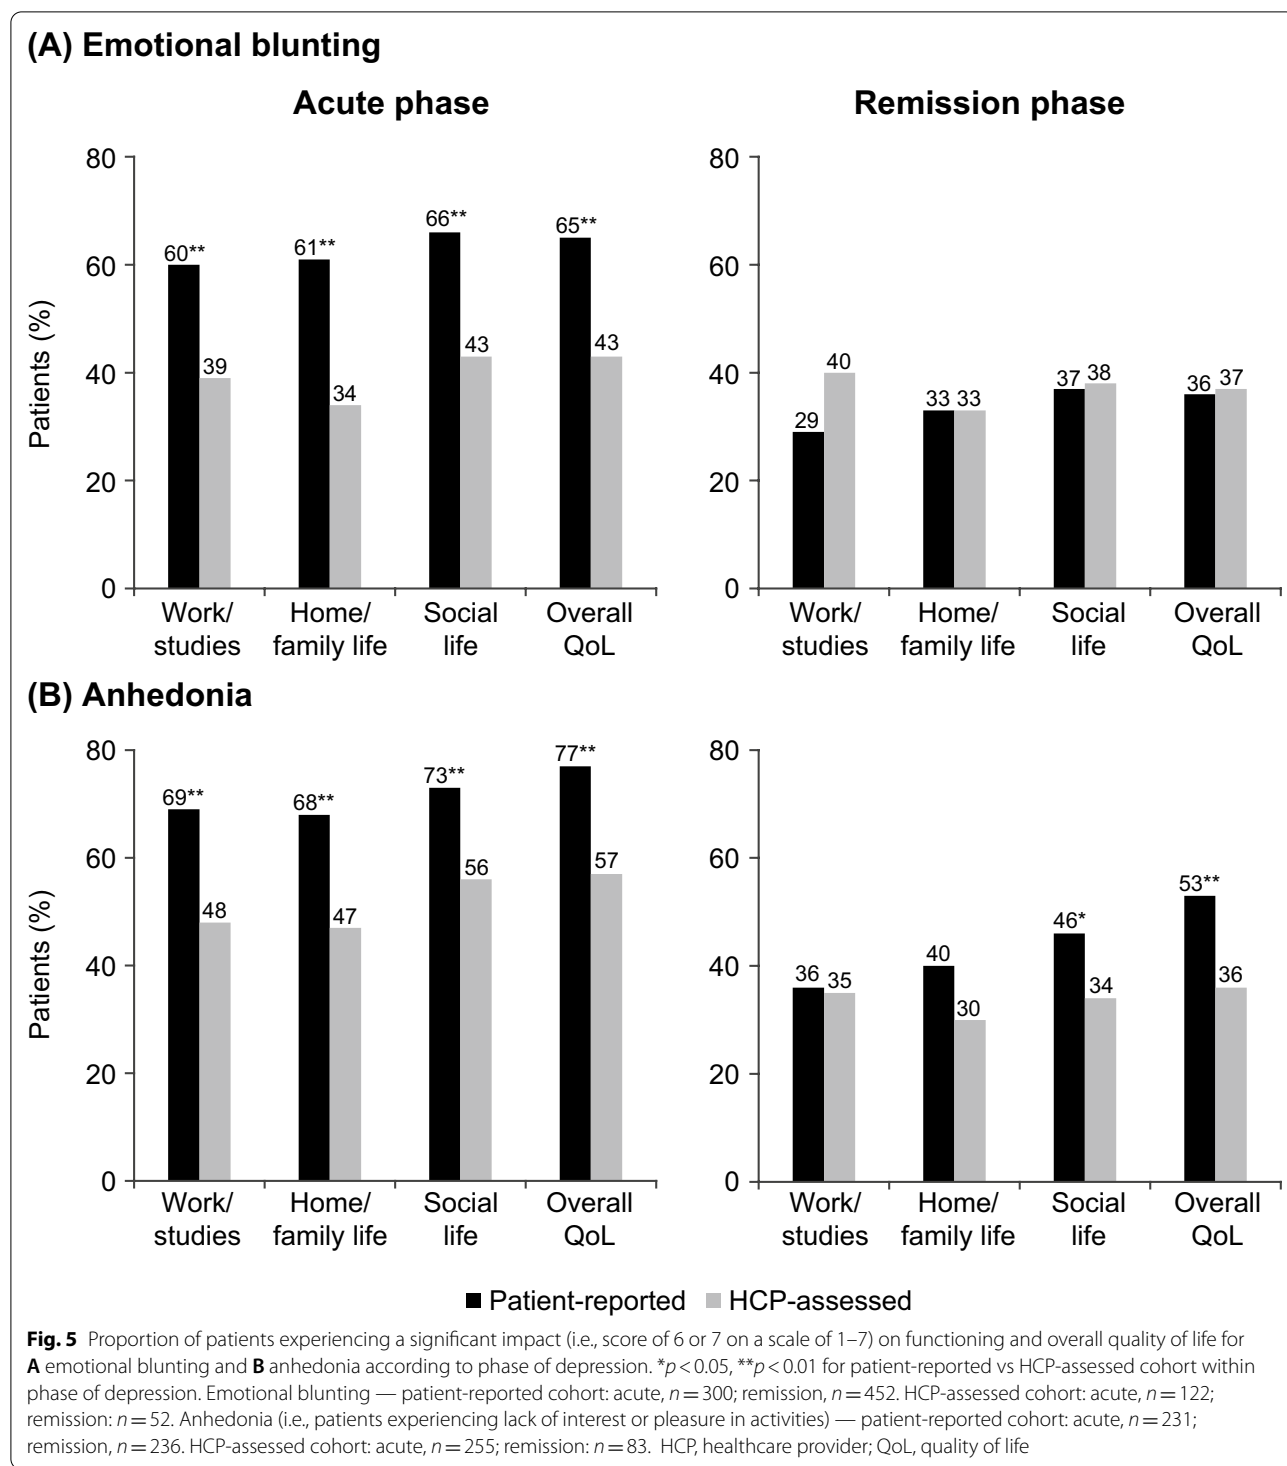 (A) Emotional blunting
Acute phase
Remission phase
Patients (%)
80
60
40
20
0
60**
39
61**
34
66**
43
65**
43
Work/
studies
Home/
family life
Social
life
Overall
QoL
80
60
40
20
0
29
40
33
33
37
38
36
37
Work/
studies
Home/
family life
Social
life
Overall
QoL
(B) Anhedonia
Patients (%)
80
60
40
20
0
69**
48
68**
47
73**
56
77**
57
Work/
studies
Home/
family life
Social
life
Overall
QoL
80
60
40
20
0
36
35
40
30
46*
34
53**
36
Work/
studies
Home/
family life
Social
life
Overall
QoL
Patient-reported HCP-assessed
Fig. 5 Proportion of patients experiencing a significant impact (i.e., score of 6 or 7 on a scale of 1–7) on functioning and overall quality of life for
A emotional blunting and B anhedonia according to phase of depression. *p < 0.05, **p < 0.01 for patient-reported vs HCP-assessed cohort within
phase of depression. Emotional blunting — patient-reported cohort: acute, n = 300; remission, n = 452. HCP-assessed cohort: acute, n = 122;
remission: n = 52. Anhedonia (i.e., patients experiencing lack of interest or pleasure in activities) — patient-reported cohort: acute, n = 231;
remission, n = 236. HCP-assessed cohort: acute, n = 255; remission: n = 83. HCP, healthcare provider; QoL, quality of life